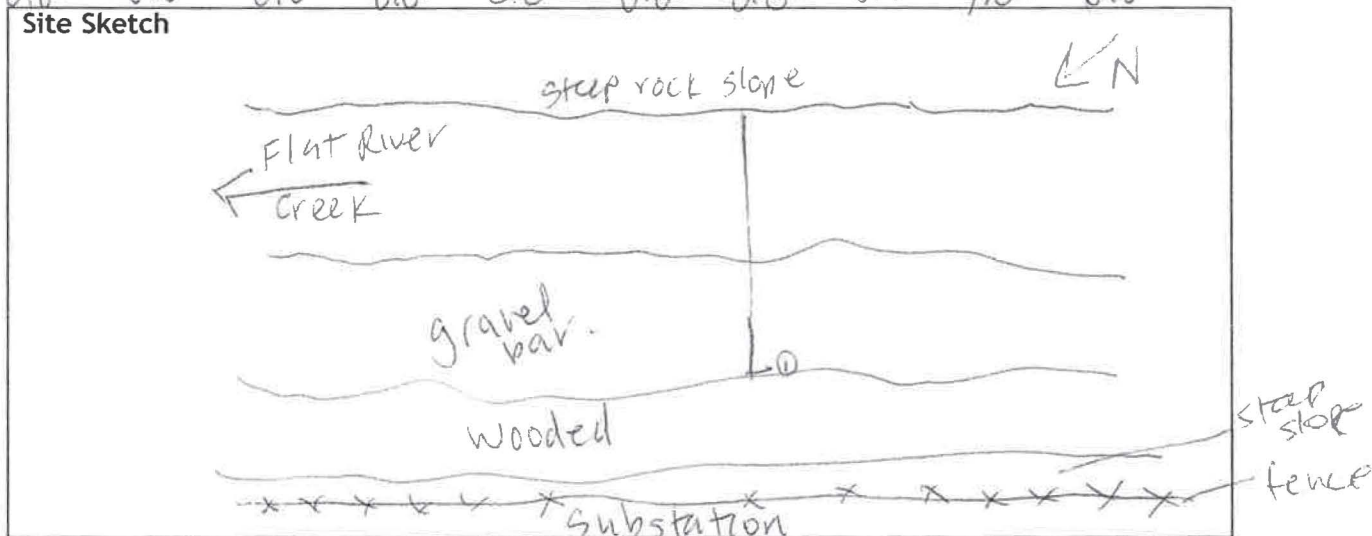 Site Sketch
N
steep rock slope
Flat River
Creek
gravel
bar.
①
Wooded
steep
slope
fence
Substation